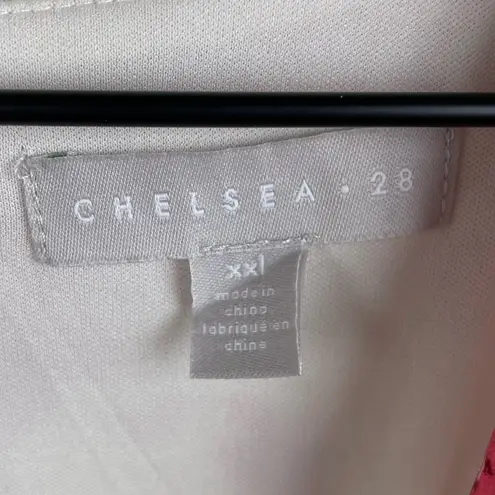 CHELSEA · 28
xxl
made in
china
fabriqué en
chine